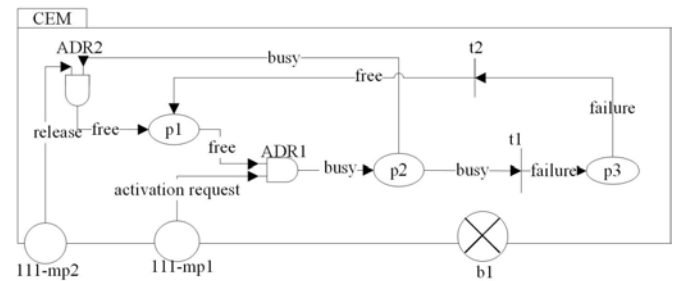 CEM
ADR2
t2
busy
free
failure
release
free
p1
free
ADR1
t1
activation request
busy
p2
busy
failure
p3
111-mp2
111-mp1
b1